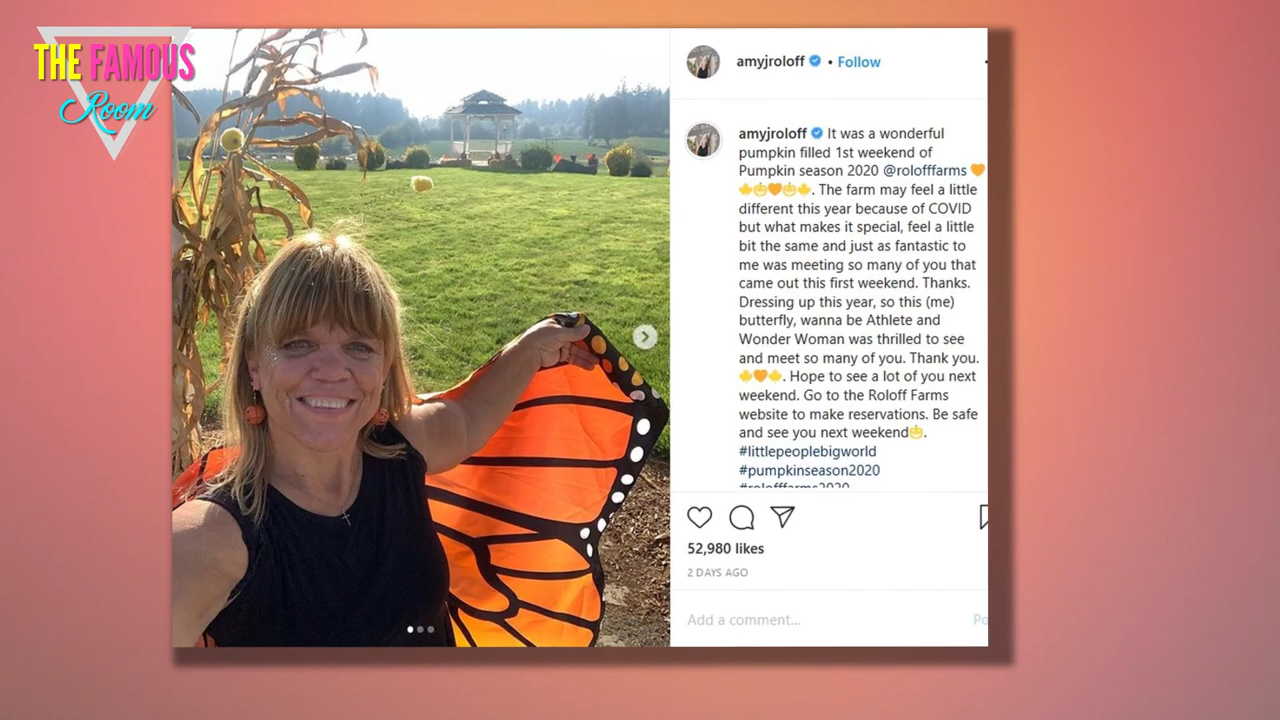 THE FAMOUS
Room
amyjroloff • Follow
amyjroloff It was a wonderful
pumpkin filled 1st weekend of
Pumpkin season 2020 @rolofffarms 🧡
🍁🎃🧡🎃🍁. The farm may feel a little
different this year because of COVID
but what makes it special, feel a little
bit the same and just as fantastic to
me was meeting so many of you that
came out this first weekend. Thanks.
Dressing up this year, so this (me)
butterfly, wanna be Athlete and
Wonder Woman was thrilled to see
and meet so many of you. Thank you.
🍁🧡🍁. Hope to see a lot of you next
weekend. Go to the Roloff Farms
website to make reservations. Be safe
and see you next weekend🎃.
#littlepeoplebigworld
#pumpkinseason2020
#rolofffarms2020
52,980 likes
2 DAYS AGO
Add a comment...